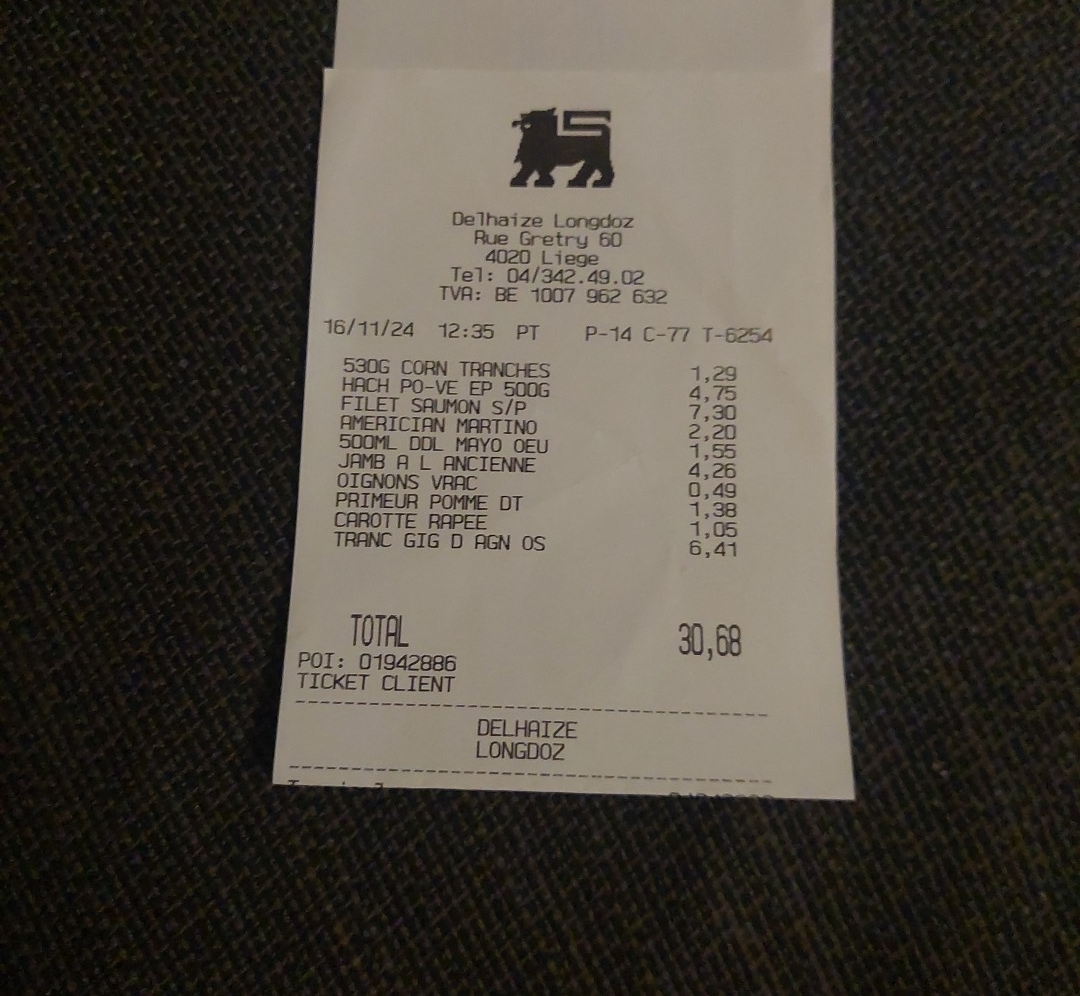 Delhaize Longdoz
Rue Gretry 60
4020 Liege
Tel: 04/342.49.02
TVA: BE 1007 962 632
16/11/24 12:35 PT P-14 C-77 T-6254
530G CORN TRANCHES 1,29
HACH PO-VE EP 500G 4,75
FILET SAUMON S/P 7,30
AMERICIAN MARTINO 2,20
500ML DDL MAYO OEU 1,55
JAMB A L ANCIENNE 4,26
OIGNONS VRAC 0,49
PRIMEUR POMME DT 1,38
CAROTTE RAPEE 1,05
TRANC GIG D AGN OS 6,41
TOTAL 30,68
POI: 01942886
TICKET CLIENT
DELHAIZE
LONGDOZ